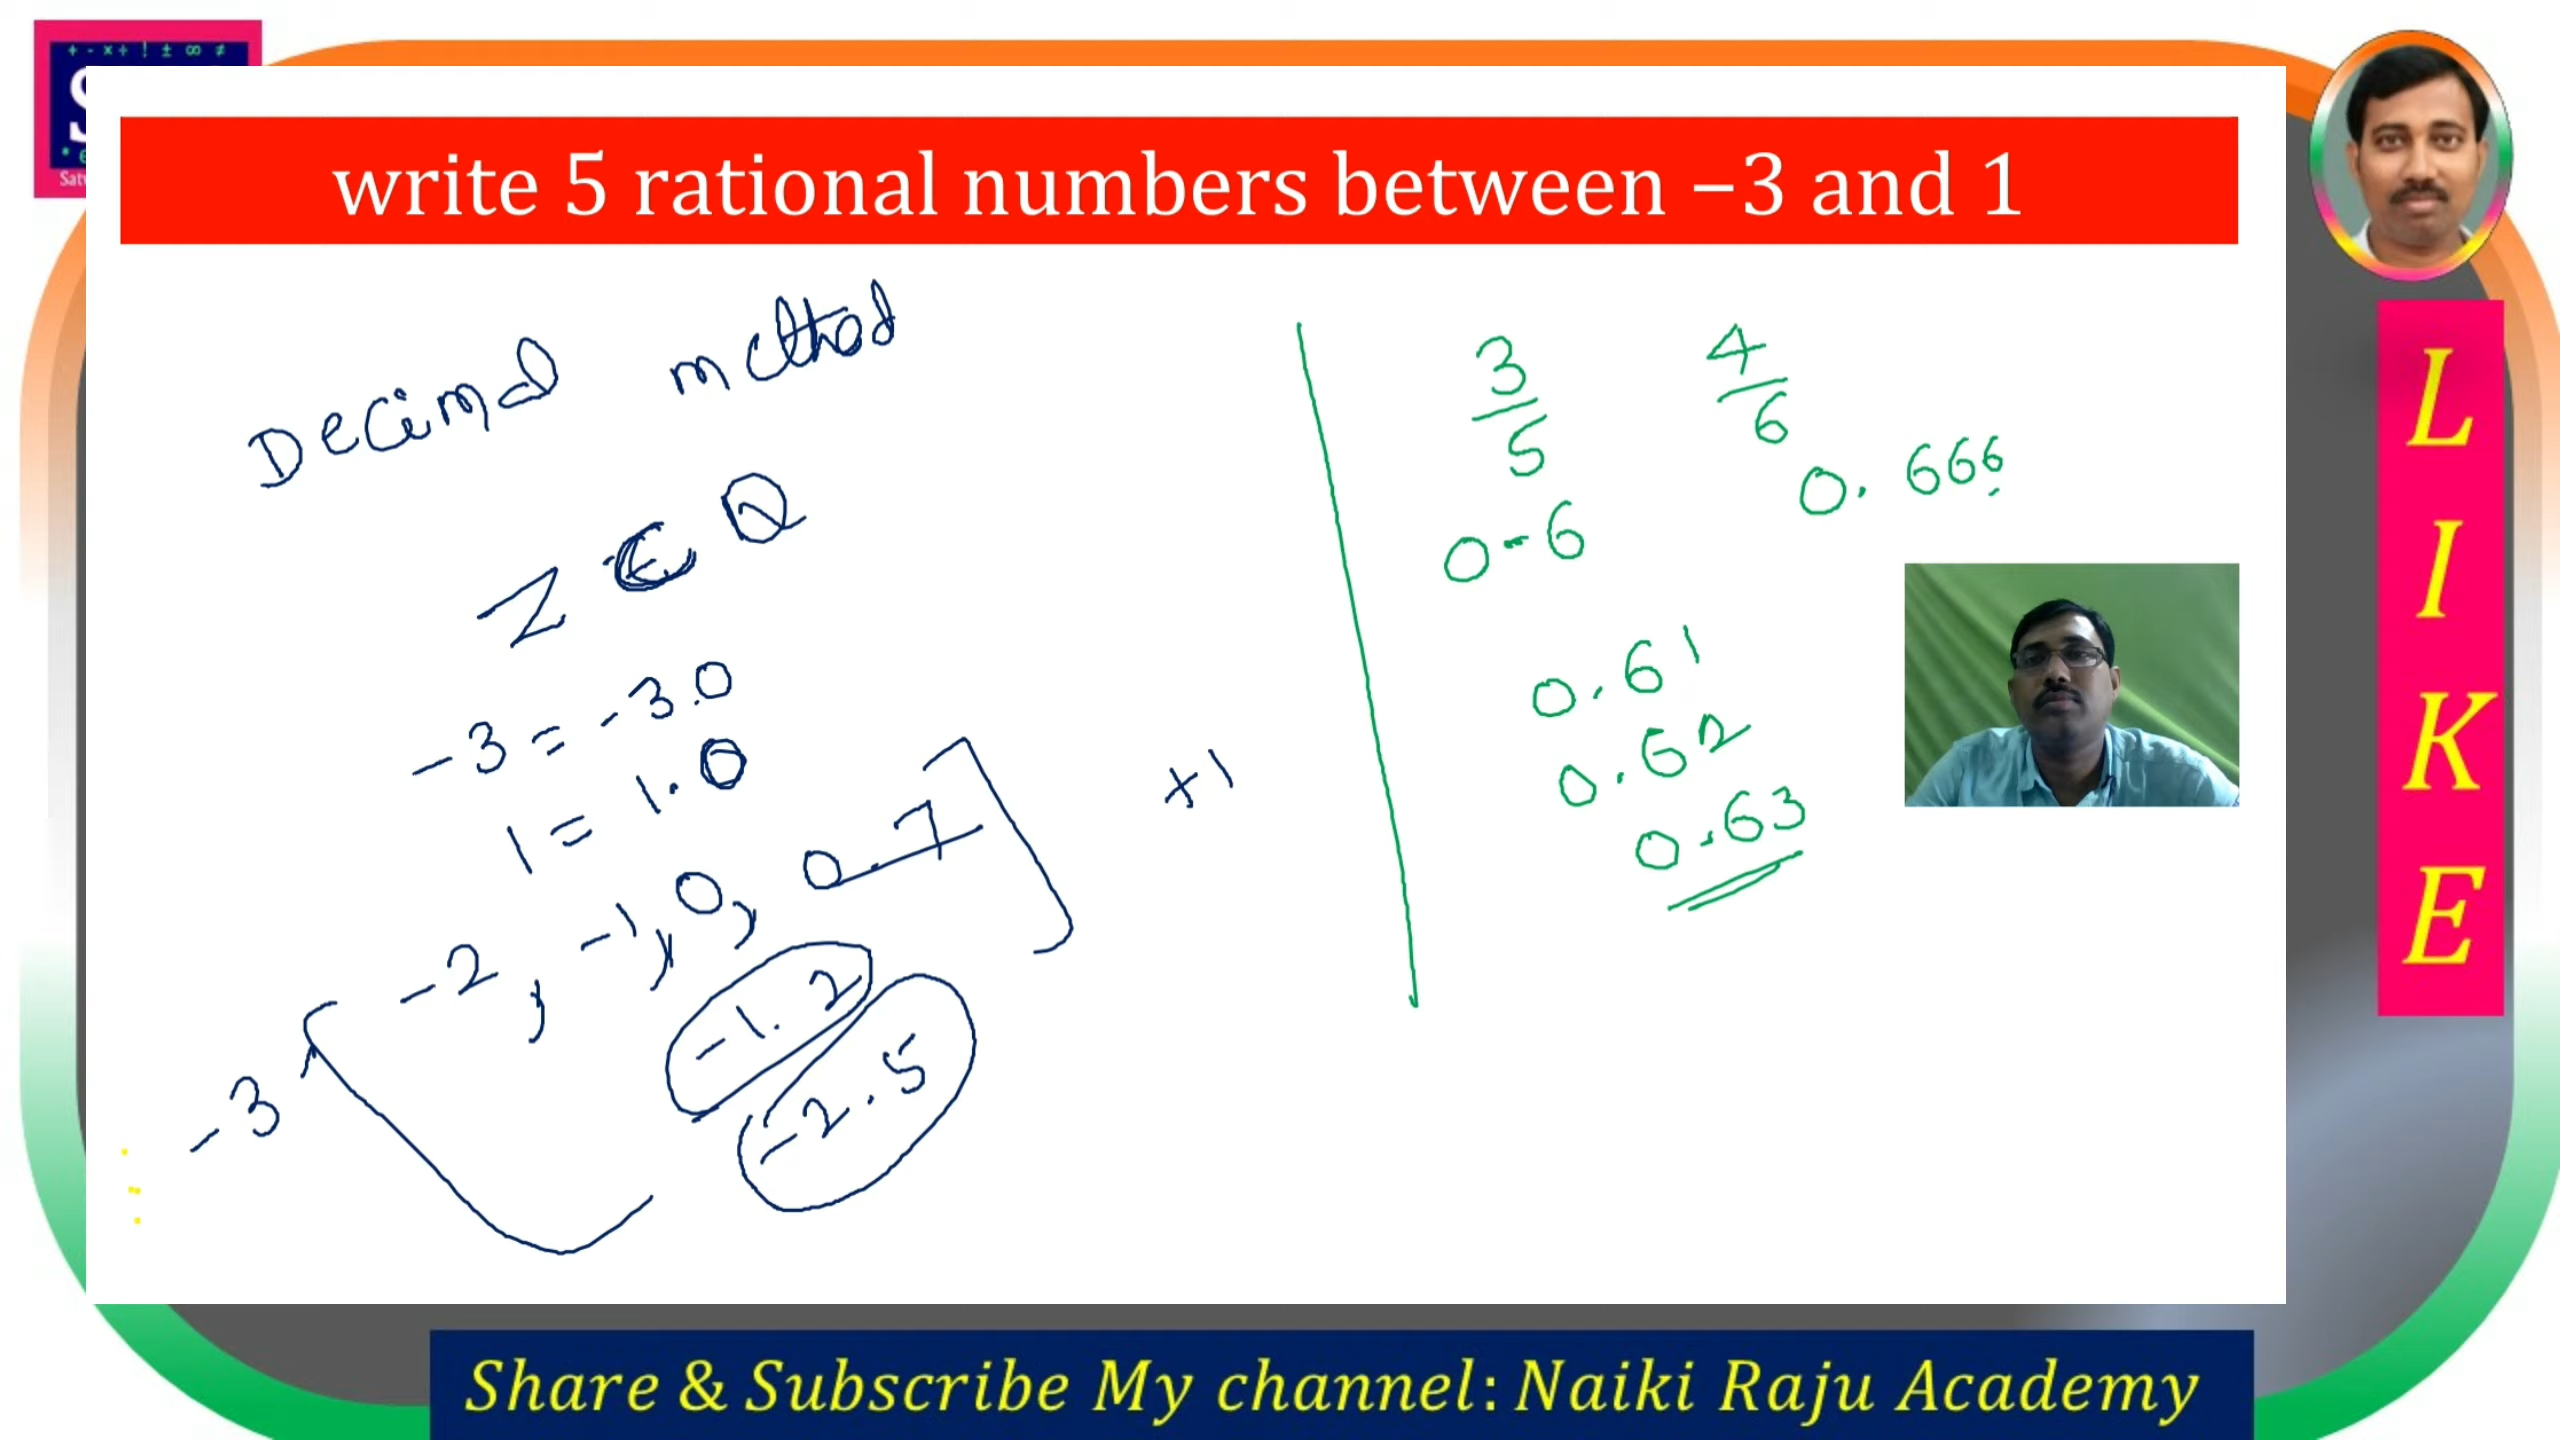 + - × ÷ ! ± ∞ ≠
S
Sat
write 5 rational numbers between −3 and 1
Decimal method
Z ∈ Q
-3 = -3.0
1 = 1.0
-3 -2, -1, 0, 0.7 +1
-1.2
-2.5
3/5 4/6
0.6 0.666
0.61
0.62
0.63
L
I
K
E
Share & Subscribe My channel: Naiki Raju Academy